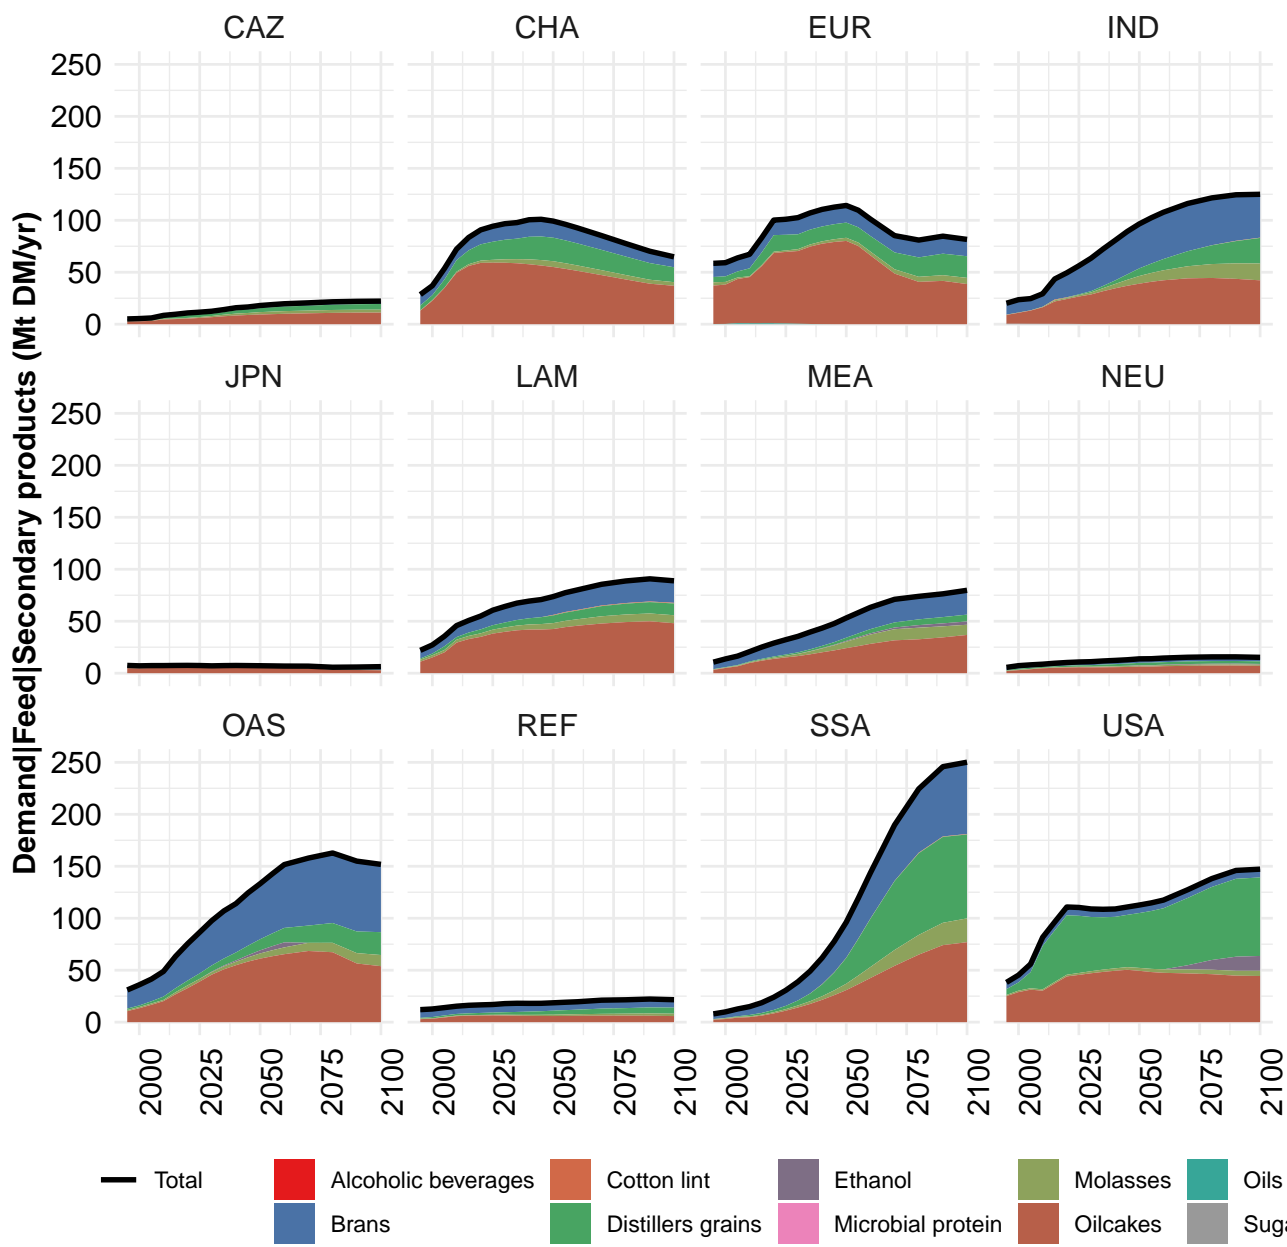 Demand|Feed|Secondary products (Mt DM/yr)
CAZ CHA EUR IND
250
200
150
100
50
0
JPN LAM MEA NEU
250
200
150
100
50
0
OAS REF SSA USA
250
200
150
100
50
0
2000 2025 2050 2075 2100 2000 2025 2050 2075 2100 2000 2025 2050 2075 2100 2000 2025 2050 2075 2100
Total Alcoholic beverages Cotton lint Ethanol Molasses Oils
Brans Distillers grains Microbial protein Oilcakes Suga